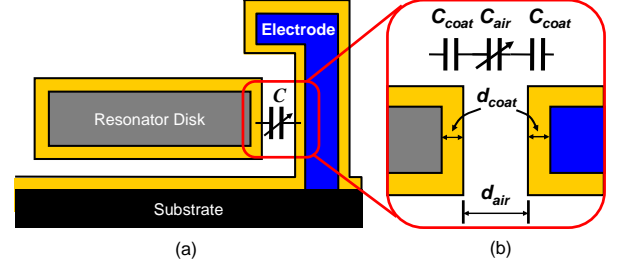 Electrode
C
Resonator Disk
Substrate
(a)
C_coat C_air C_coat
d_coat
d_air
(b)